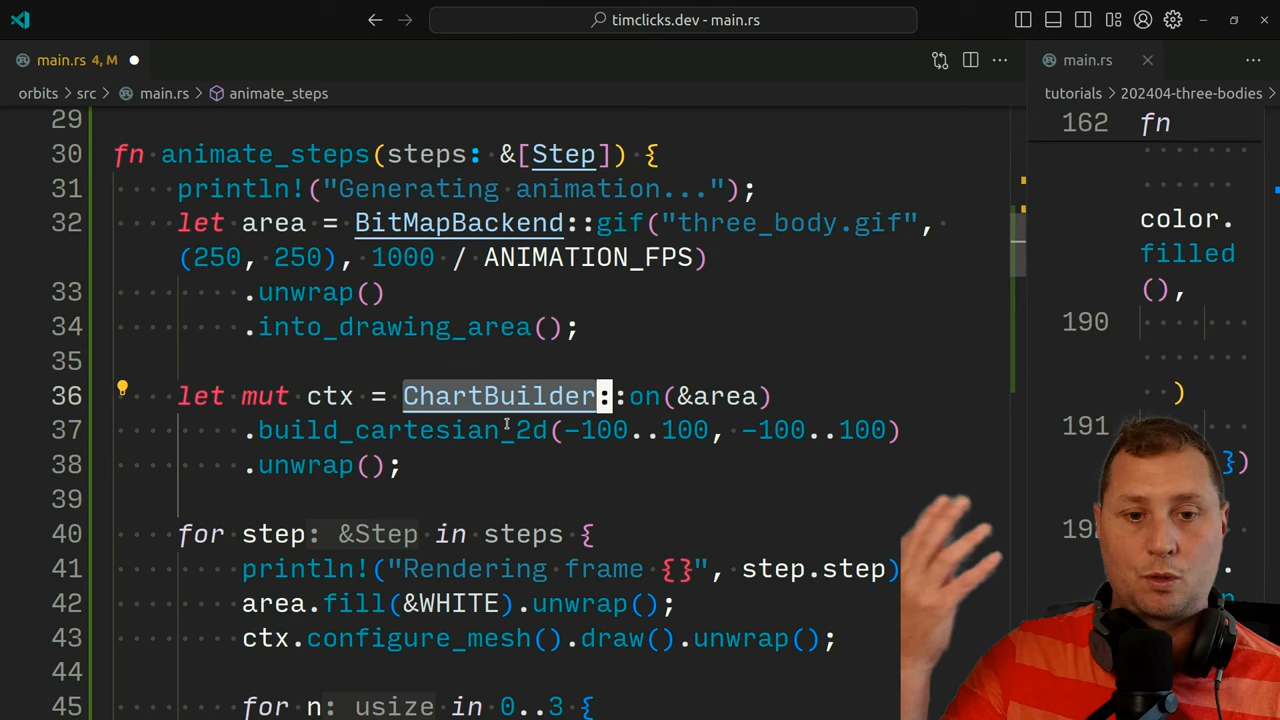 timclicks.dev - main.rs
main.rs 4, M
main.rs
orbits > src > main.rs > animate_steps
tutorials > 202404-three-bodies >
29
30 fn animate_steps(steps: &[Step]) {
31 println!("Generating animation...");
32 let area = BitMapBackend::gif("three_body.gif",
(250, 250), 1000 / ANIMATION_FPS)
33 .unwrap()
34 .into_drawing_area();
35
36 let mut ctx = ChartBuilder::on(&area)
37 .build_cartesian_2d(-100..100, -100..100)
38 .unwrap();
39
40 for step: &Step in steps {
41 println!("Rendering frame {}", step.step)
42 area.fill(&WHITE).unwrap();
43 ctx.configure_mesh().draw().unwrap();
44
45 for n: usize in 0..3 {
162 fn
color.
filled
(),
190
)
191
})